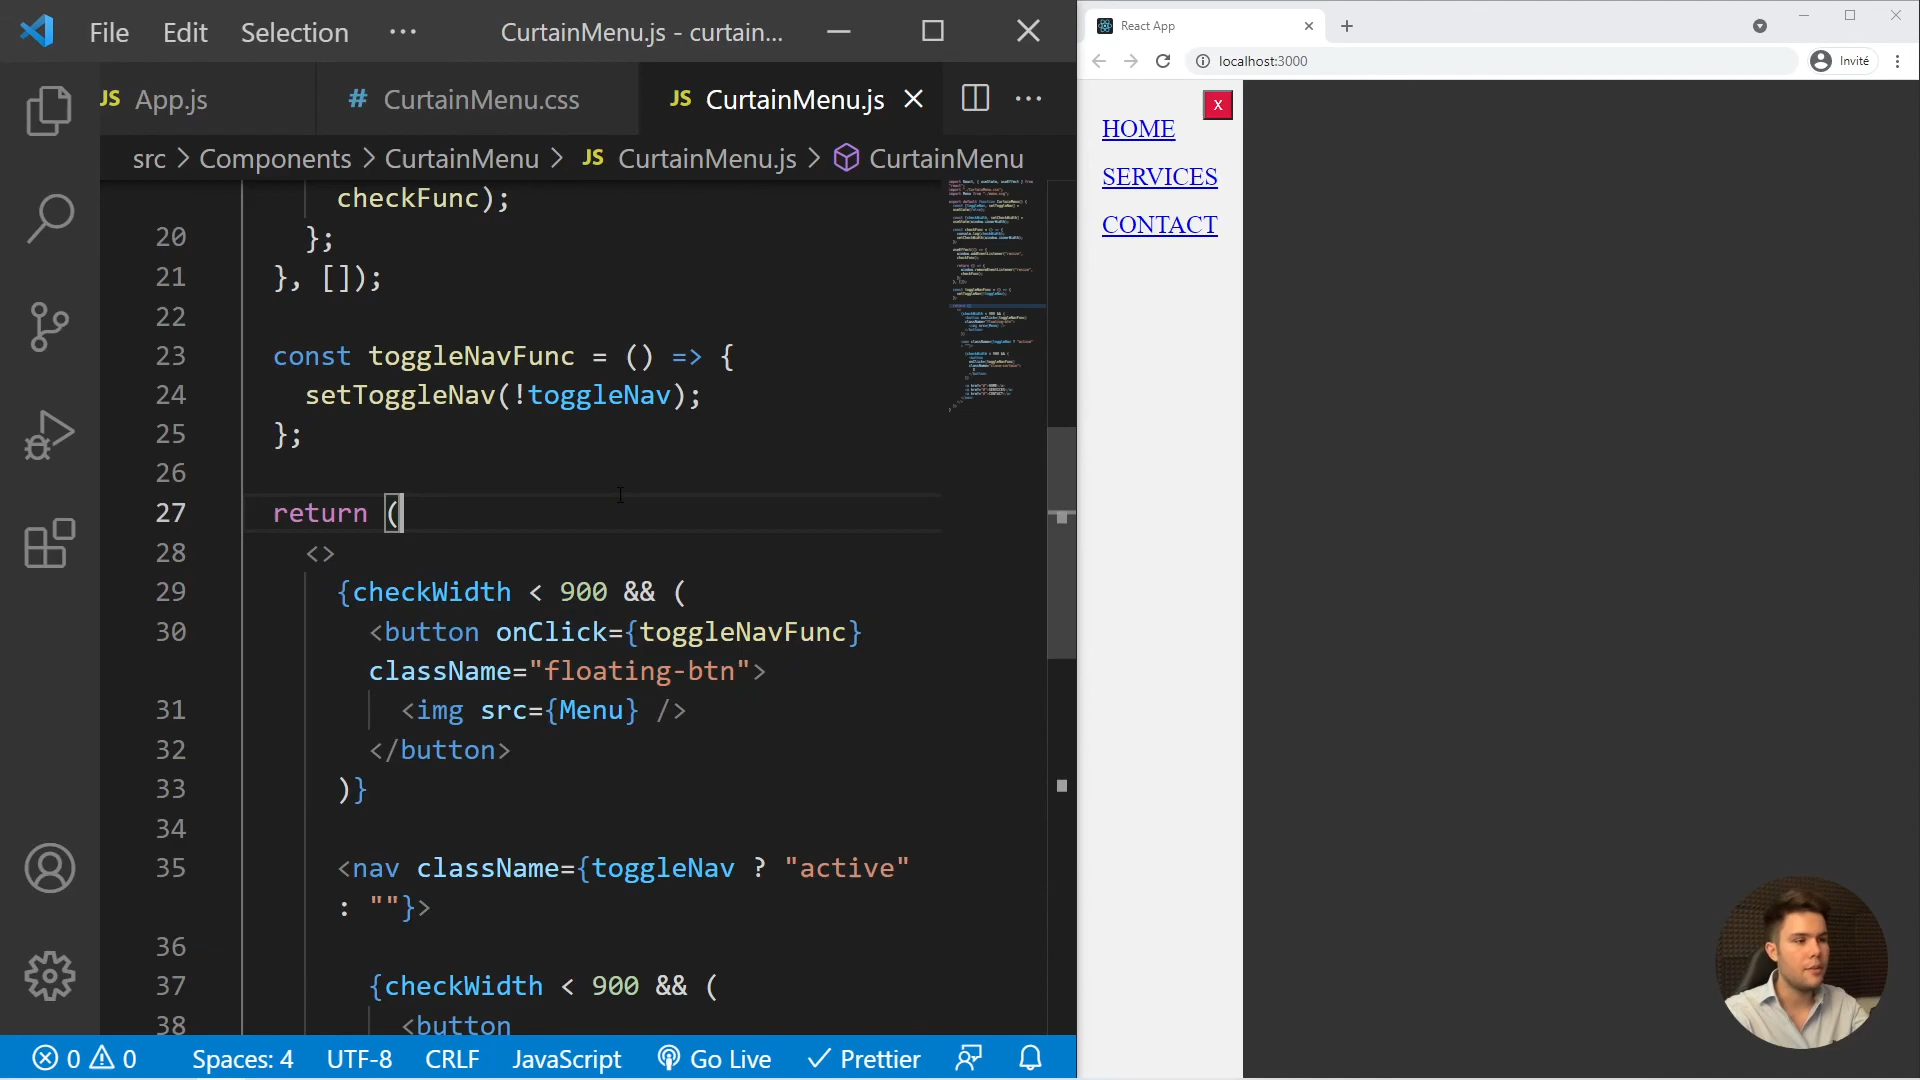 File Edit Selection ··· CurtainMenu.js - curtain...
JS App.js
# CurtainMenu.css
JS CurtainMenu.js
src > Components > CurtainMenu > JS CurtainMenu.js > CurtainMenu
checkFunc);
20 };
21 }, []);
22
23 const toggleNavFunc = () => {
24 setToggleNav(!toggleNav);
25 };
26
27 return (
28 <>
29 {checkWidth < 900 && (
30 <button onClick={toggleNavFunc}
className="floating-btn">
31 <img src={Menu} />
32 </button>
33 )}
34
35 <nav className={toggleNav ? "active"
: ""}>
36
37 {checkWidth < 900 && (
38 <button
0 0 Spaces: 4 UTF-8 CRLF JavaScript Go Live Prettier
React App
localhost:3000
Invité
X
HOME
SERVICES
CONTACT